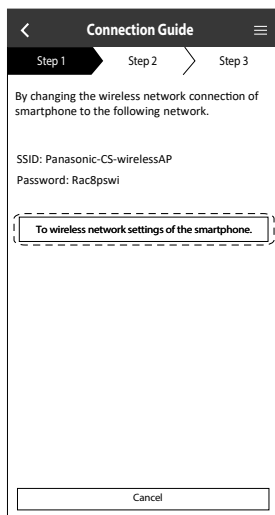 Connection Guide
Step 1 Step 2 Step 3
By changing the wireless network connection of
smartphone to the following network.
SSID: Panasonic-CS-wirelessAP
Password: Rac8pswi
To wireless network settings of the smartphone.
Cancel